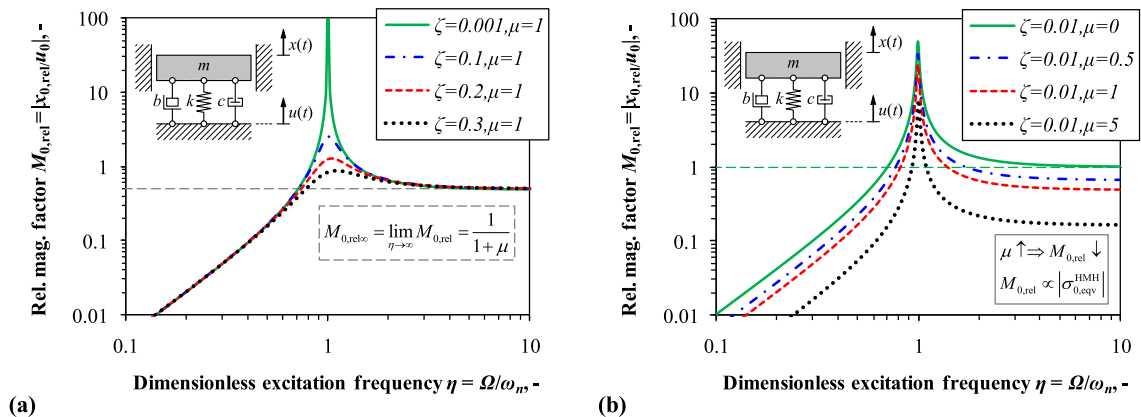 Rel. mag. factor M0,rel=|x0,rel/u0|,-
100
10
1
0.1
0.01
0.1
1
10
x(t)
m
b
k
c
u(t)
ζ=0.001,μ=1
ζ=0.1,μ=1
ζ=0.2,μ=1
ζ=0.3,μ=1
M0,rel∞ = lim η→∞ M0,rel = 1/(1+μ)
Dimensionless excitation frequency η = Ω/ωn, -
(a)
Rel. mag. factor M0,rel=|x0,rel/u0|,-
100
10
1
0.1
0.01
0.1
1
10
x(t)
m
b
k
c
u(t)
ζ=0.01,μ=0
ζ=0.01,μ=0.5
ζ=0.01,μ=1
ζ=0.01,μ=5
μ ↑⇒ M0,rel ↓
M0,rel ∝ |σ0,eqv HMH|
Dimensionless excitation frequency η = Ω/ωn, -
(b)